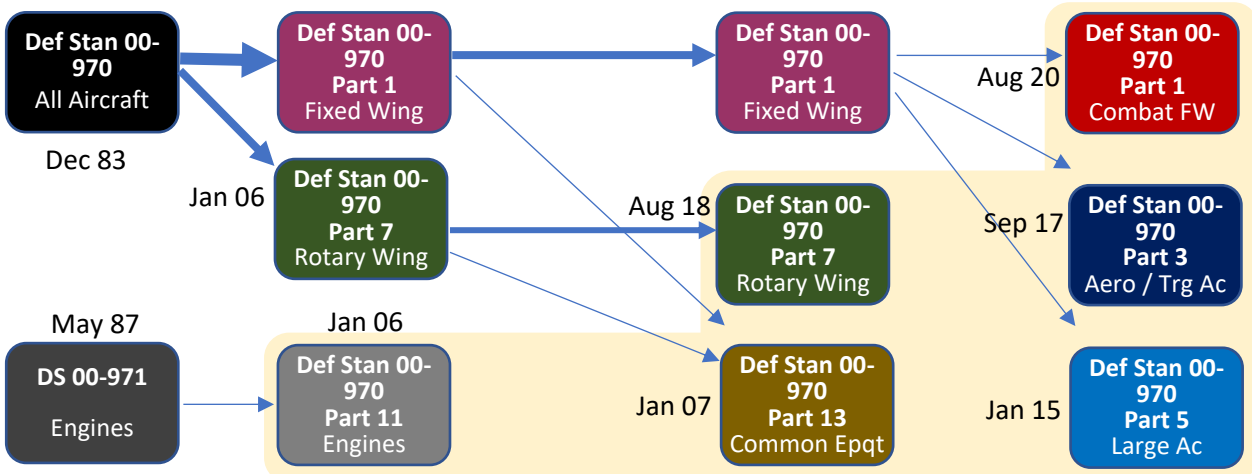 Def Stan 00-
970
All Aircraft
Dec 83
Def Stan 00-
970
Part 1
Fixed Wing
Def Stan 00-
970
Part 1
Fixed Wing
Aug 20
Def Stan 00-
970
Part 1
Combat FW
Jan 06
Def Stan 00-
970
Part 7
Rotary Wing
Aug 18
Def Stan 00-
970
Part 7
Rotary Wing
Sep 17
Def Stan 00-
970
Part 3
Aero / Trg Ac
May 87
DS 00-971
Engines
Jan 06
Def Stan 00-
970
Part 11
Engines
Jan 07
Def Stan 00-
970
Part 13
Common Epqt
Jan 15
Def Stan 00-
970
Part 5
Large Ac